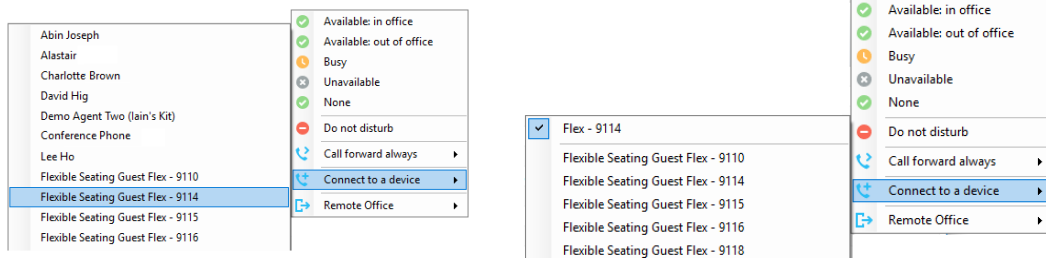 Abin Joseph
Alastair
Charlotte Brown
David Hig
Demo Agent Two (Iain's Kit)
Conference Phone
Lee Ho
Flexible Seating Guest Flex - 9110
Flexible Seating Guest Flex - 9114
Flexible Seating Guest Flex - 9115
Flexible Seating Guest Flex - 9116
Available: in office
Available: out of office
Busy
Unavailable
None
Do not disturb
Call forward always
Connect to a device
Remote Office
Flex - 9114
Flexible Seating Guest Flex - 9110
Flexible Seating Guest Flex - 9114
Flexible Seating Guest Flex - 9115
Flexible Seating Guest Flex - 9116
Flexible Seating Guest Flex - 9118
Available: in office
Available: out of office
Busy
Unavailable
None
Do not disturb
Call forward always
Connect to a device
Remote Office